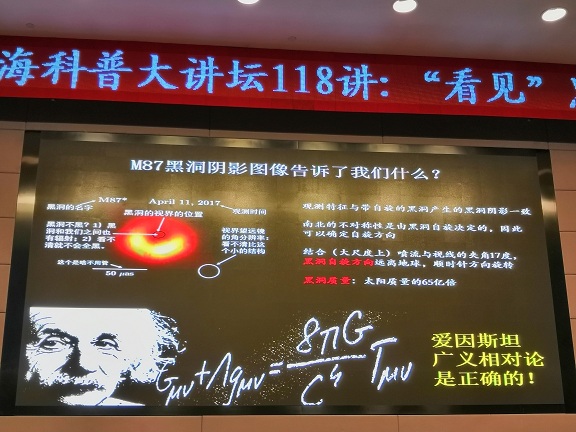 海科普大讲坛118讲：“看见”
M87黑洞阴影图像告诉了我们什么？
M87*
April 11, 2017
黑洞的名字
观测时间
黑洞的视界的位置
黑洞不黑？1）黑
洞和我们之间也
有辐射；2）看不
清就不会全黑。
视界望远镜
的角分辨率：
看不清比这
个小的结构
这个是啥不用管
50 μas
观测特征与带自旋的黑洞产生的黑洞阴影一致
南北的不对称性是由黑洞自旋决定的，因此
可以确定自旋方向
结合（大尺度上）喷流与视线的夹角17度，
黑洞自旋方向远离地球，顺时针方向旋转
黑洞质量：太阳质量的65亿倍
Gμν+Λgμν=8πG/C⁴ Tμν
爱因斯坦
广义相对论
是正确的！